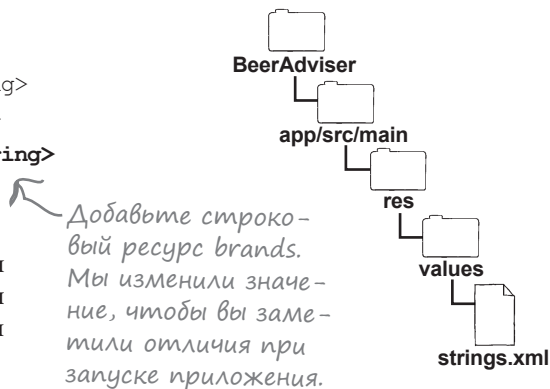 g>
ring>
Добавьте строко-
вый ресурс brands.
Мы изменили значе-
ние, чтобы вы заме-
тили отличия при
запуске приложения.
BeerAdviser
app/src/main
res
values
strings.xml